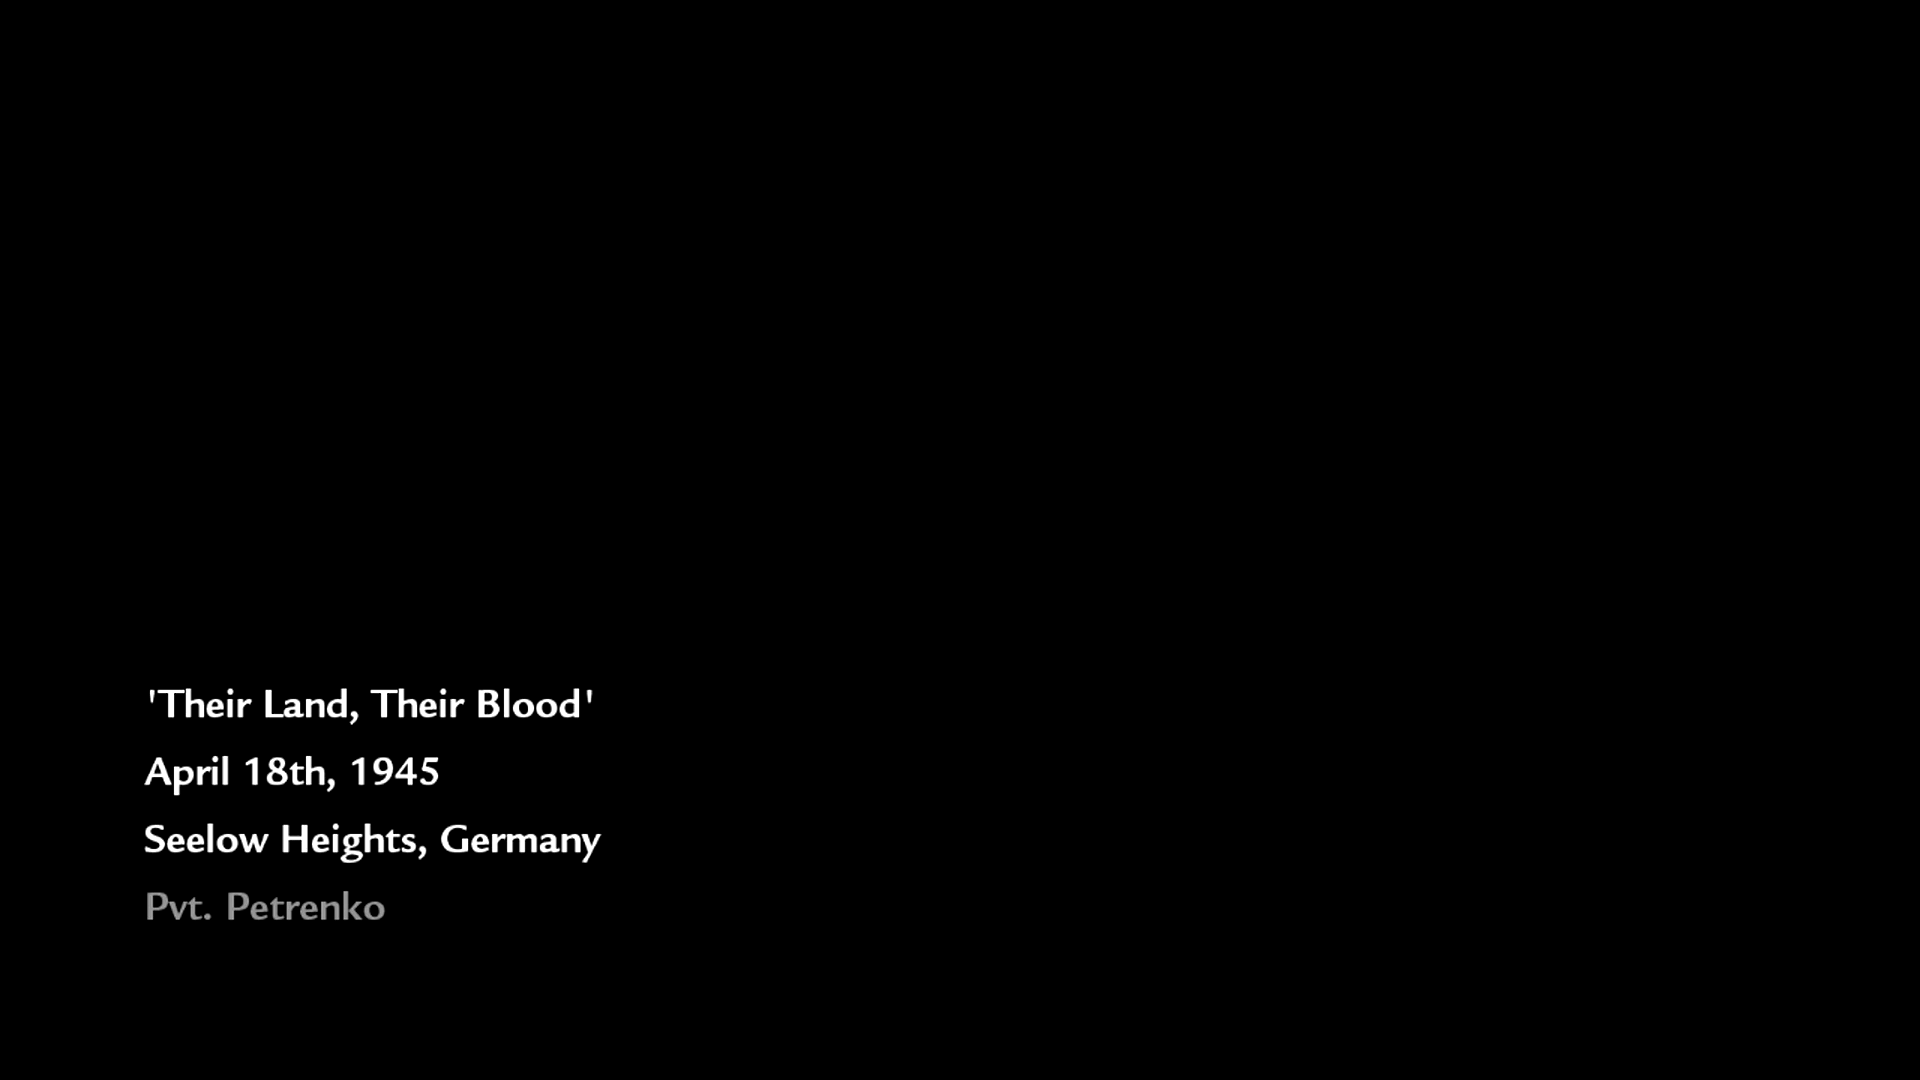 'Their Land, Their Blood'
April 18th, 1945
Seelow Heights, Germany
Pvt. Petrenko